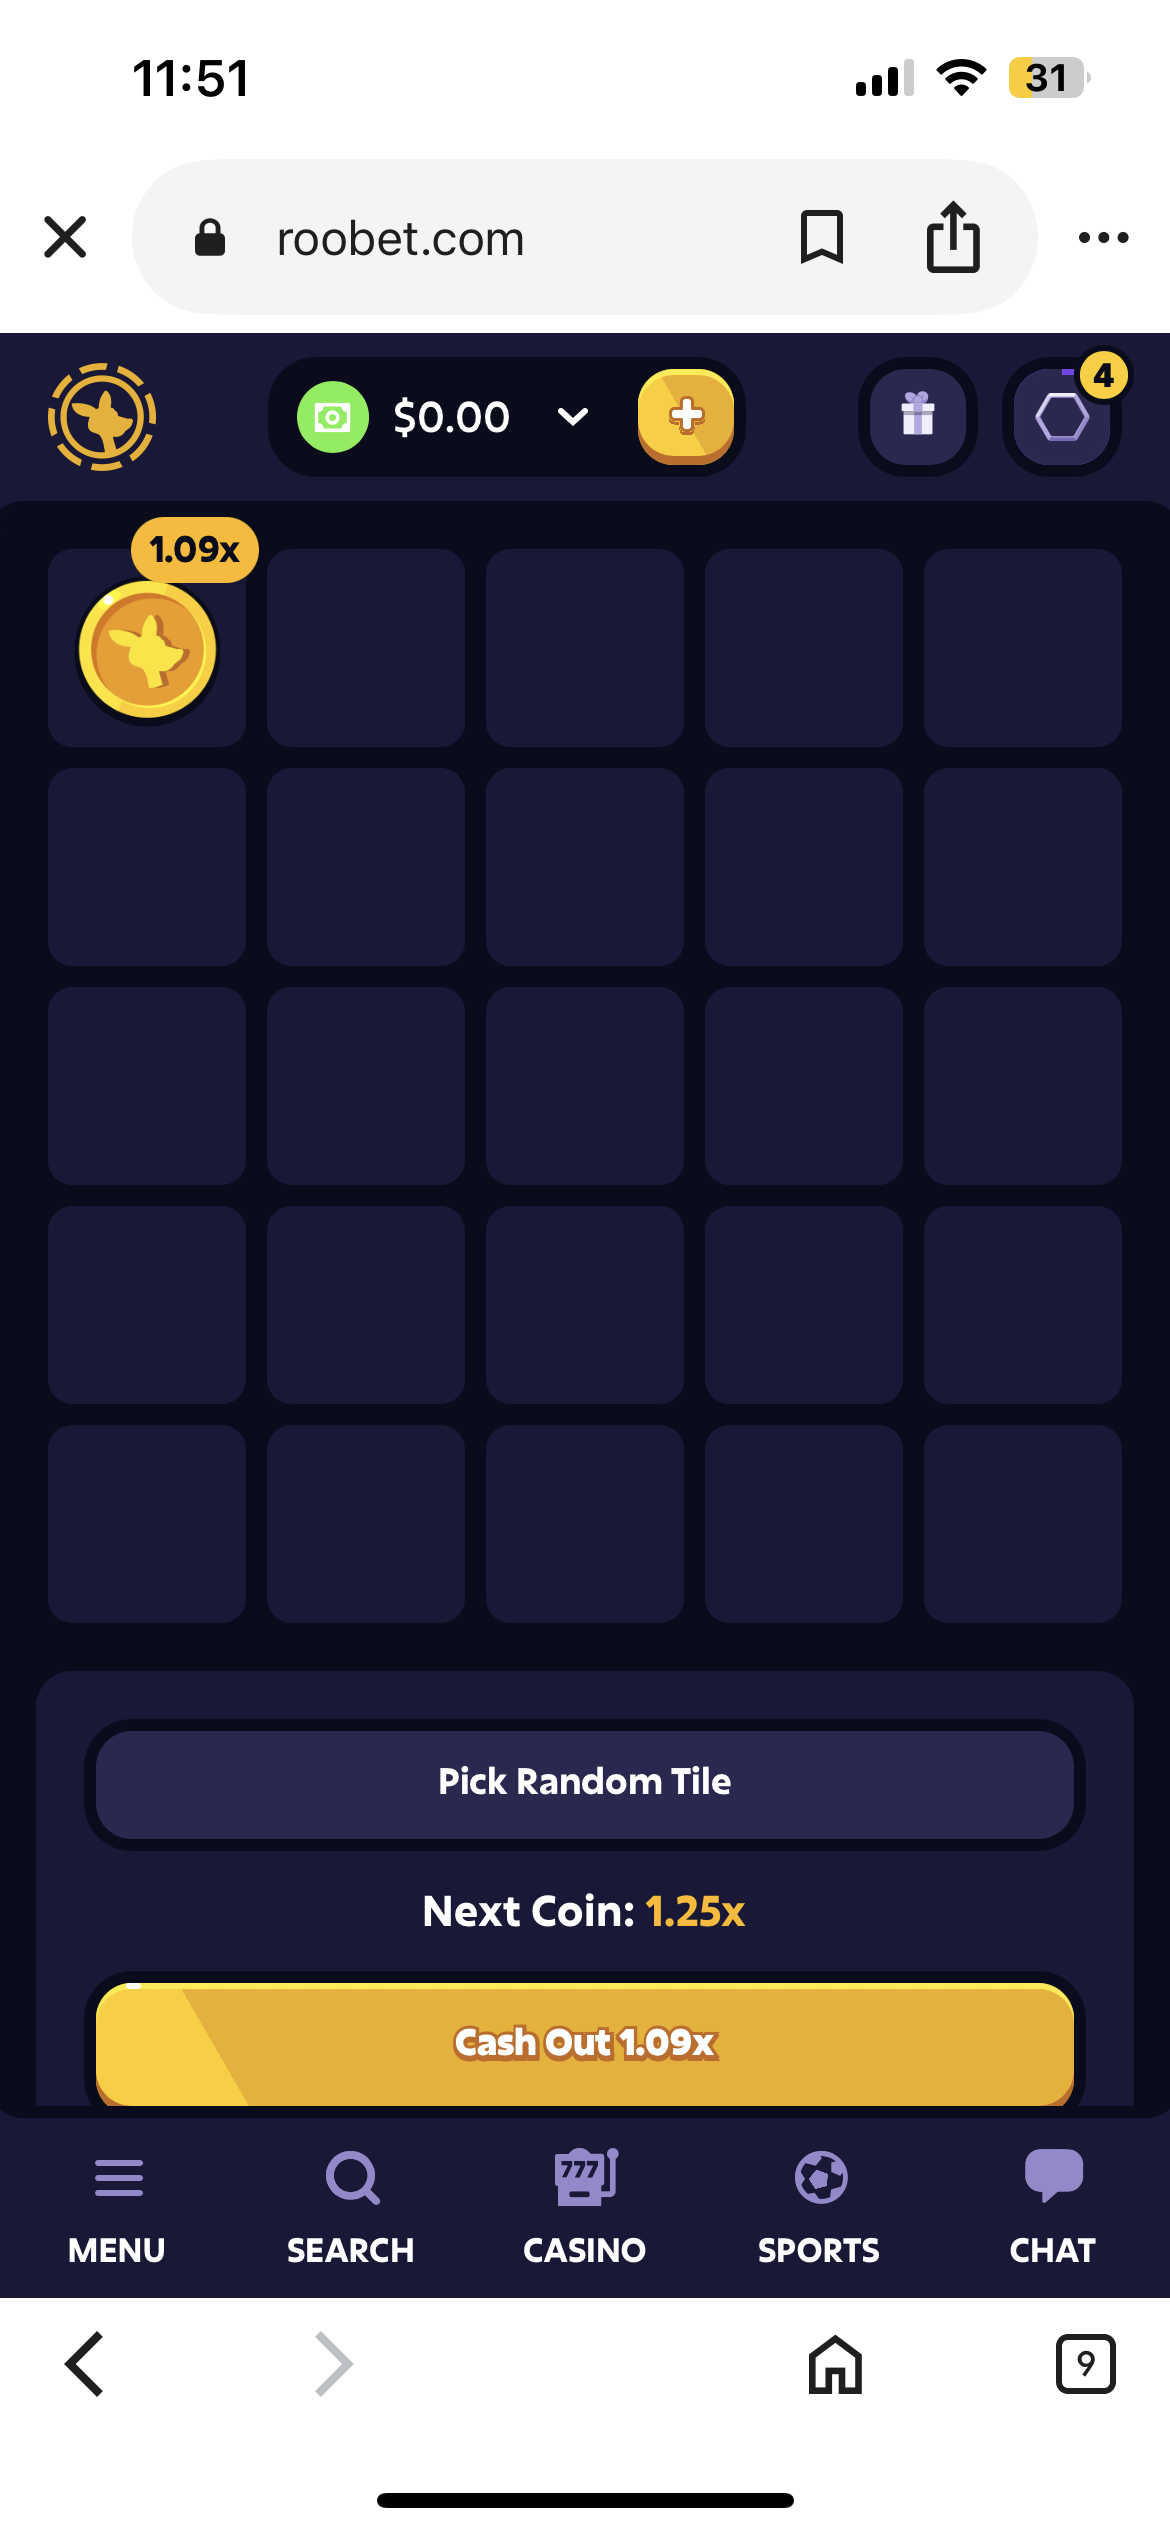 11:51
31
roobet.com
$0.00
4
1.09x
Pick Random Tile
Next Coin: 1.25x
Cash Out 1.09x
777
MENU
SEARCH
CASINO
SPORTS
CHAT
9